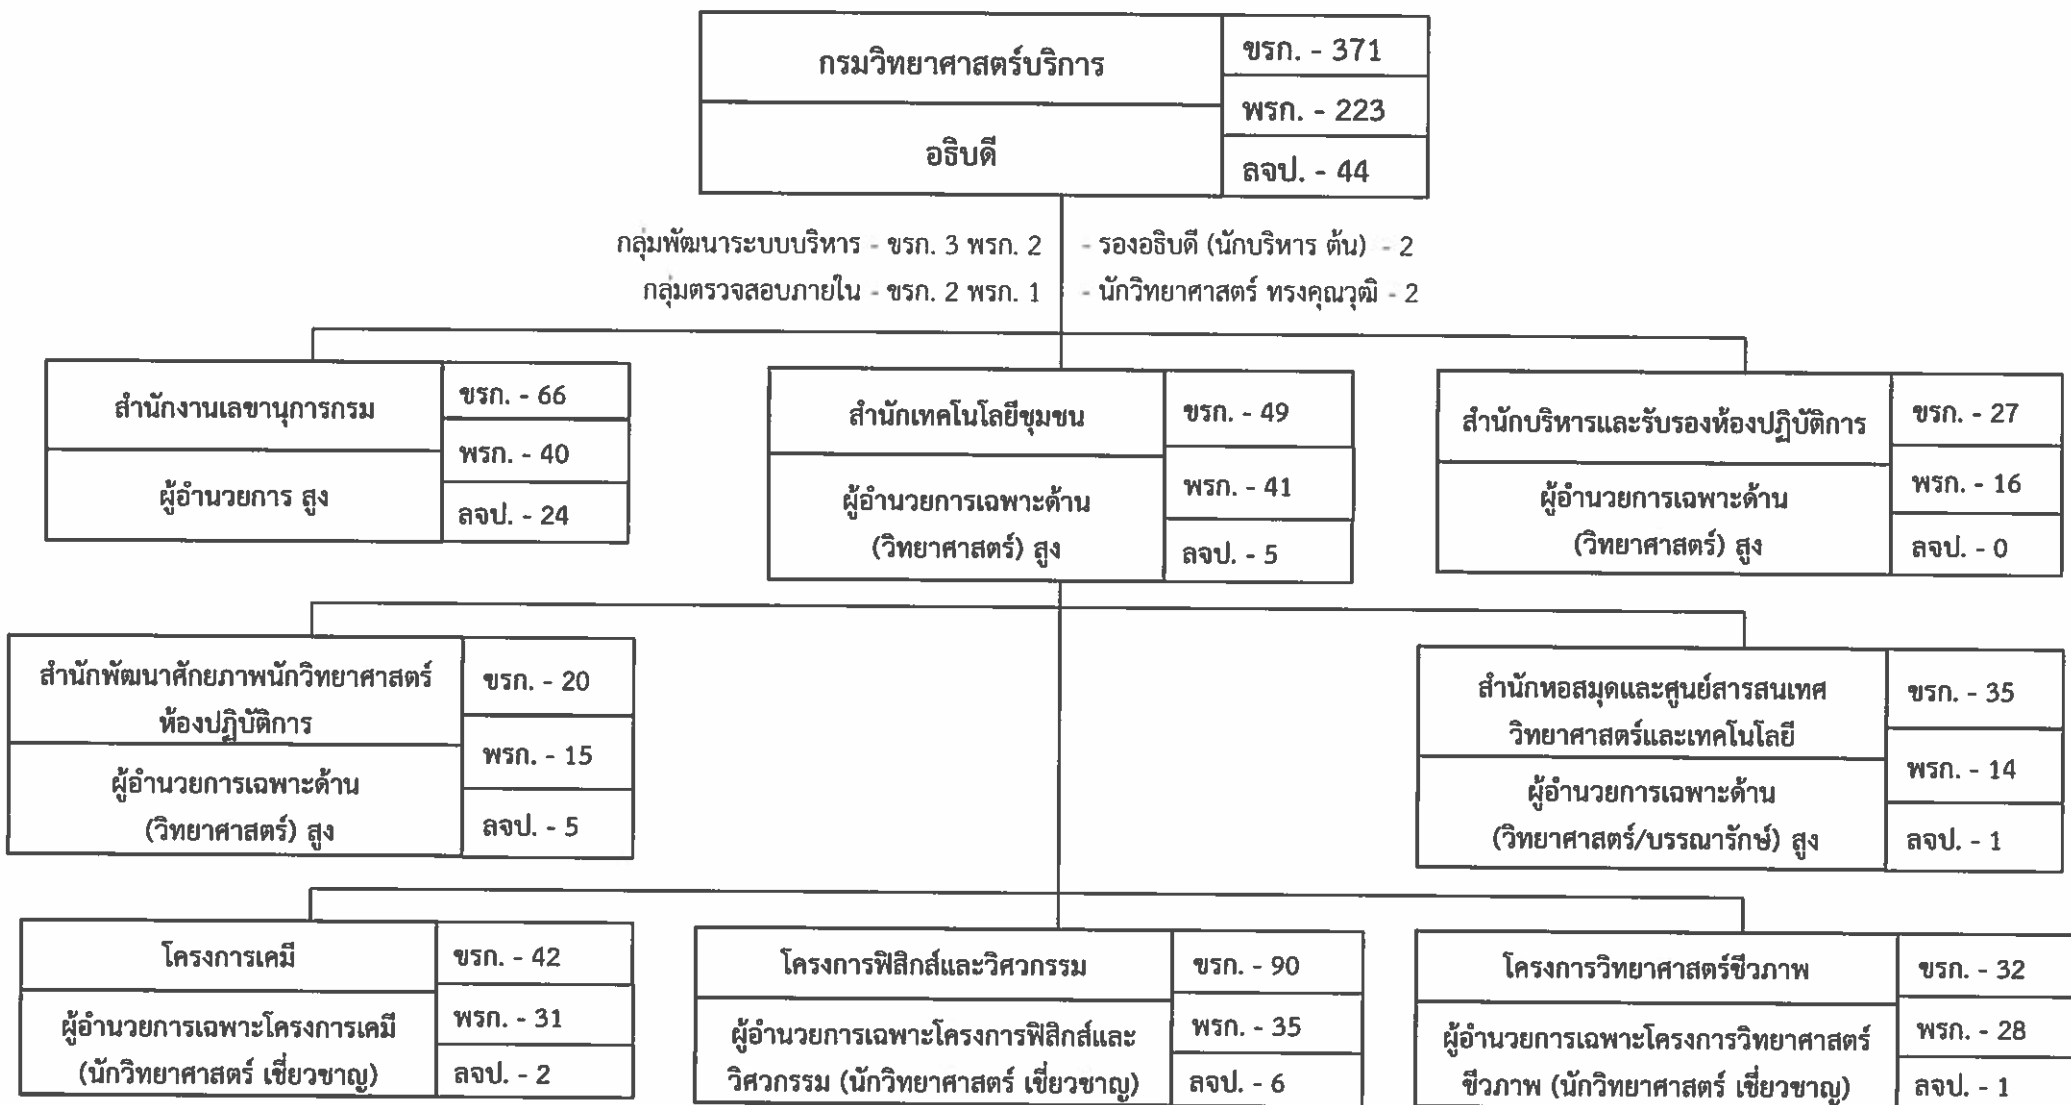 กรมวิทยาศาสตร์บริการ
อธิบดี
ขรก. - 371
พรก. - 223
ลจป. - 44
กลุ่มพัฒนาระบบบริหาร - ขรก. 3 พรก. 2
กลุ่มตรวจสอบภายใน - ขรก. 2 พรก. 1
- รองอธิบดี (นักบริหาร ต้น) - 2
- นักวิทยาศาสตร์ ทรงคุณวุฒิ - 2
สำนักงานเลขานุการกรม
ผู้อำนวยการ สูง
ขรก. - 66
พรก. - 40
ลจป. - 24
สำนักเทคโนโลยีชุมชน
ผู้อำนวยการเฉพาะด้าน
(วิทยาศาสตร์) สูง
ขรก. - 49
พรก. - 41
ลจป. - 5
สำนักบริหารและรับรองห้องปฏิบัติการ
ผู้อำนวยการเฉพาะด้าน
(วิทยาศาสตร์) สูง
ขรก. - 27
พรก. - 16
ลจป. - 0
สำนักพัฒนาศักยภาพนักวิทยาศาสตร์
ห้องปฏิบัติการ
ผู้อำนวยการเฉพาะด้าน
(วิทยาศาสตร์) สูง
ขรก. - 20
พรก. - 15
ลจป. - 5
สำนักหอสมุดและศูนย์สารสนเทศ
วิทยาศาสตร์และเทคโนโลยี
ผู้อำนวยการเฉพาะด้าน
(วิทยาศาสตร์/บรรณารักษ์) สูง
ขรก. - 35
พรก. - 14
ลจป. - 1
โครงการเคมี
ผู้อำนวยการเฉพาะโครงการเคมี
(นักวิทยาศาสตร์ เชี่ยวชาญ)
ขรก. - 42
พรก. - 31
ลจป. - 2
โครงการฟิสิกส์และวิศวกรรม
ผู้อำนวยการเฉพาะโครงการฟิสิกส์และ
วิศวกรรม (นักวิทยาศาสตร์ เชี่ยวชาญ)
ขรก. - 90
พรก. - 35
ลจป. - 6
โครงการวิทยาศาสตร์ชีวภาพ
ผู้อำนวยการเฉพาะโครงการวิทยาศาสตร์
ชีวภาพ (นักวิทยาศาสตร์ เชี่ยวชาญ)
ขรก. - 32
พรก. - 28
ลจป. - 1